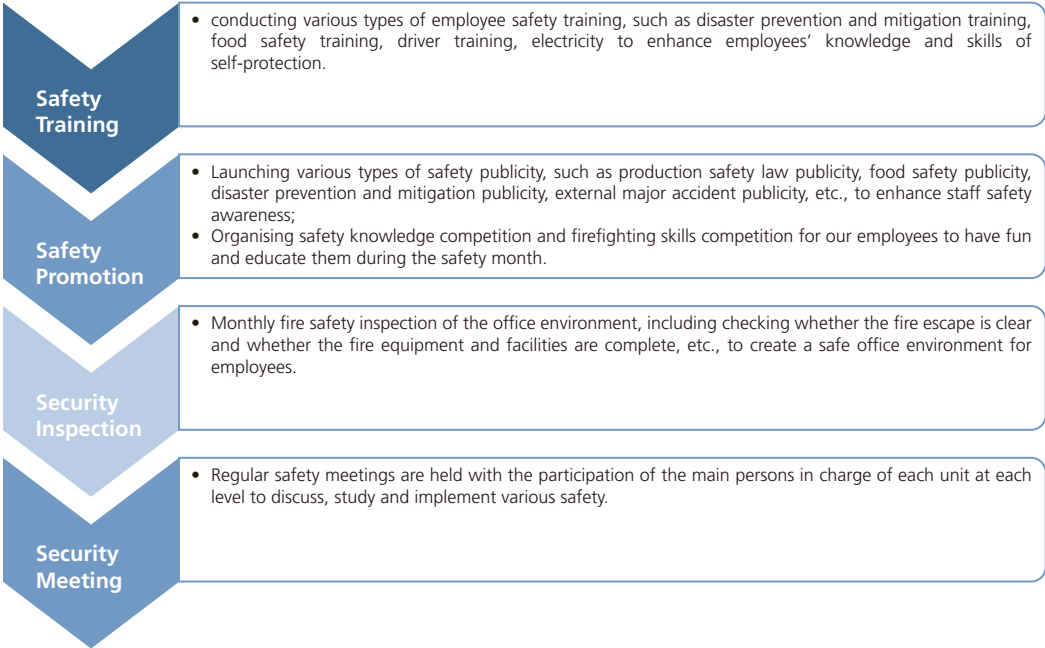 Safety
Training
• conducting various types of employee safety training, such as disaster prevention and mitigation training,
food safety training, driver training, electricity to enhance employees’ knowledge and skills of
self-protection.
Safety
Promotion
• Launching various types of safety publicity, such as production safety law publicity, food safety publicity,
disaster prevention and mitigation publicity, external major accident publicity, etc., to enhance staff safety
awareness;
• Organising safety knowledge competition and firefighting skills competition for our employees to have fun
and educate them during the safety month.
Security
Inspection
• Monthly fire safety inspection of the office environment, including checking whether the fire escape is clear
and whether the fire equipment and facilities are complete, etc., to create a safe office environment for
employees.
Security
Meeting
• Regular safety meetings are held with the participation of the main persons in charge of each unit at each
level to discuss, study and implement various safety.